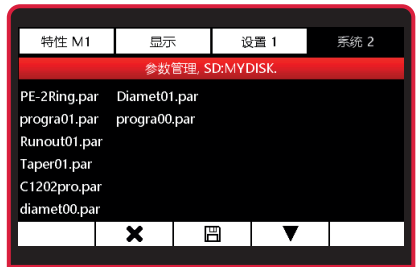 特性 M1 显示 设置 1 系统 2
参数管理, SD:MYDISK.
PE-2Ring.par Diamet01.par
progra01.par progra00.par
Runout01.par
Taper01.par
C1202pro.par
diamet00.par